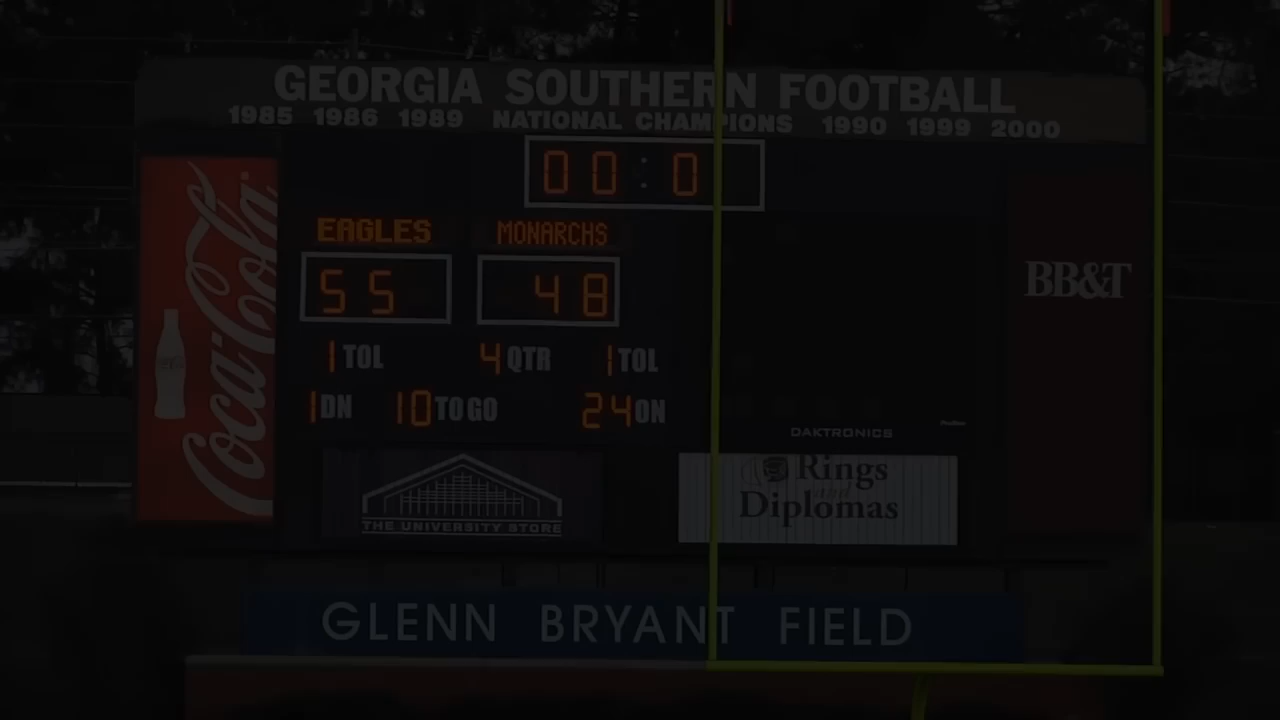 GEORGIA SOUTHERN FOOTBALL
1985 1986 1989 NATIONAL CHAMPIONS 1990 1999 2000
00:0
EAGLES MONARCHS
55 48
1 TOL 4 QTR 1 TOL
1 DN 10 TO GO 24 ON
Coca-Cola
BB&T
DAKTRONICS
THE UNIVERSITY STORE
Rings
and
Diplomas
GLENN BRYANT FIELD